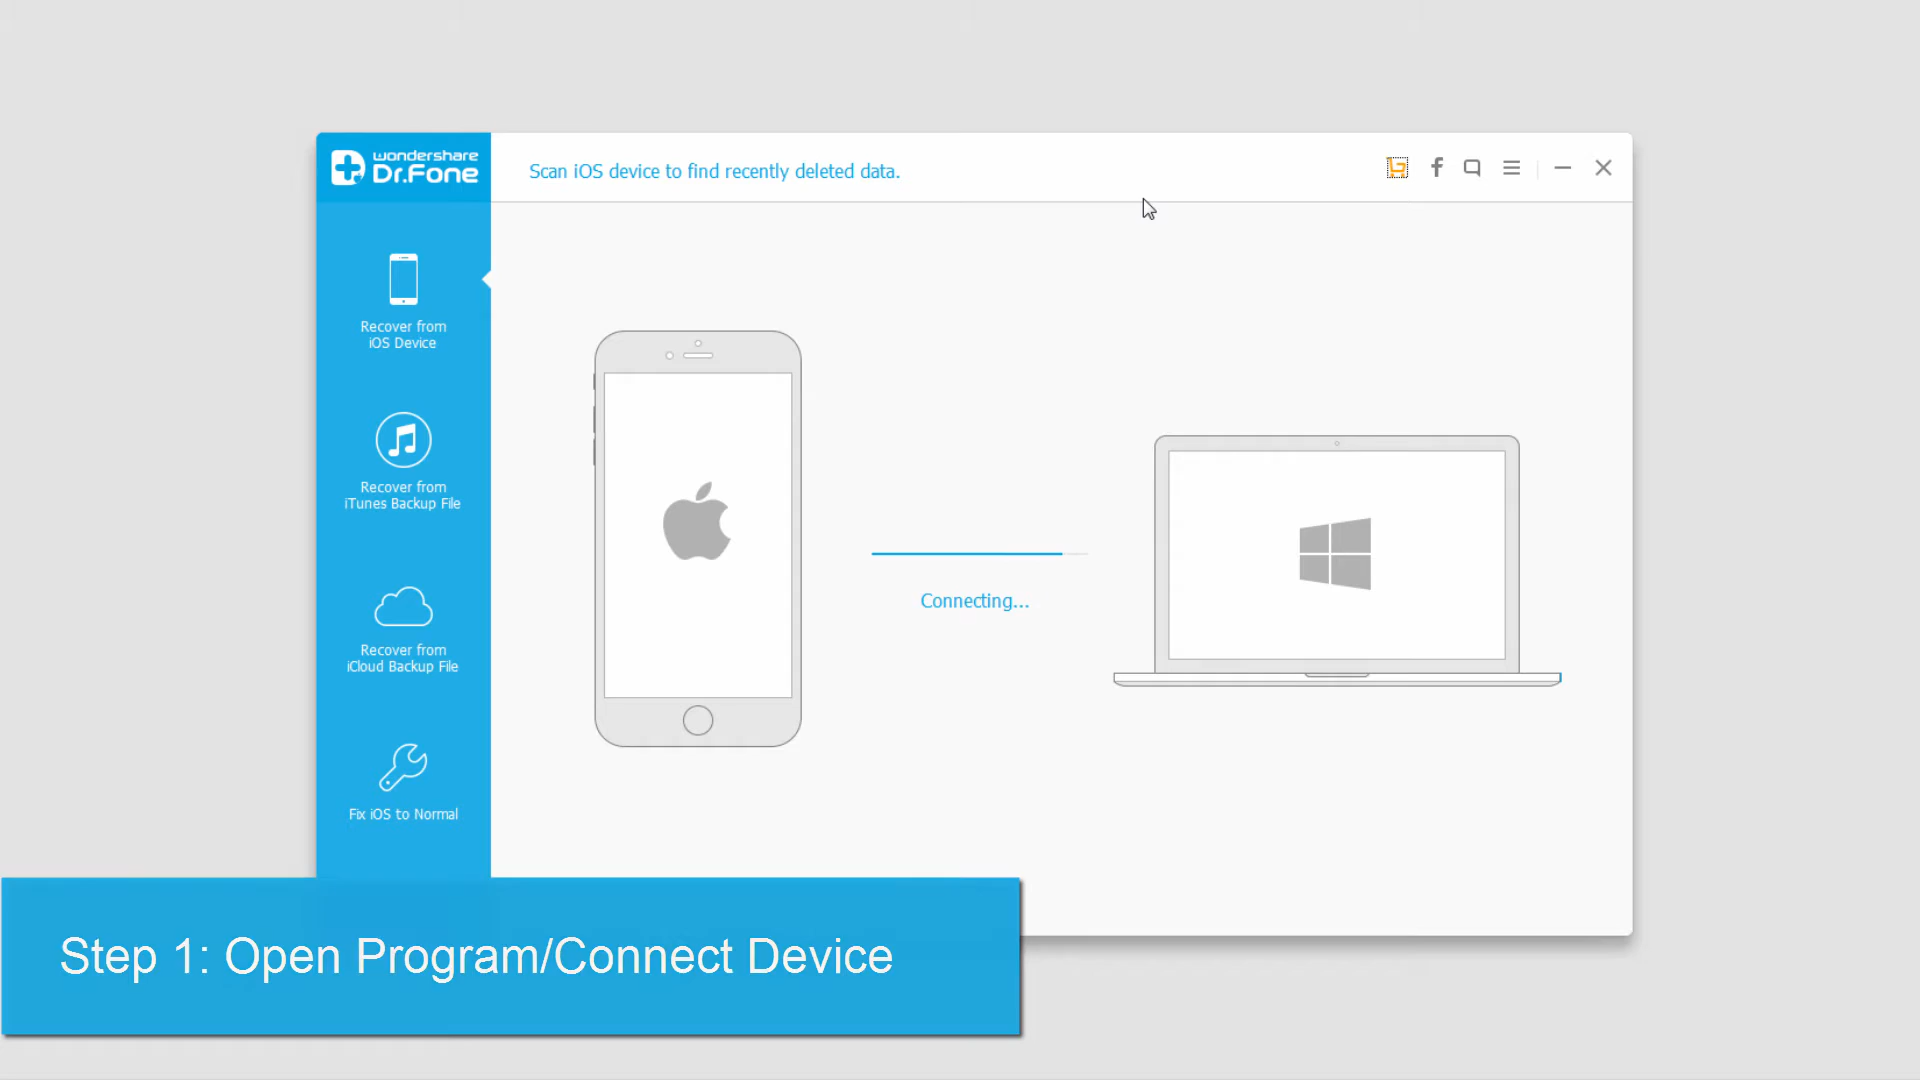 wondershare
Dr.Fone
Scan iOS device to find recently deleted data.
Recover from
iOS Device
Recover from
iTunes Backup File
Recover from
iCloud Backup File
Fix iOS to Normal
Connecting...
Step 1: Open Program/Connect Device